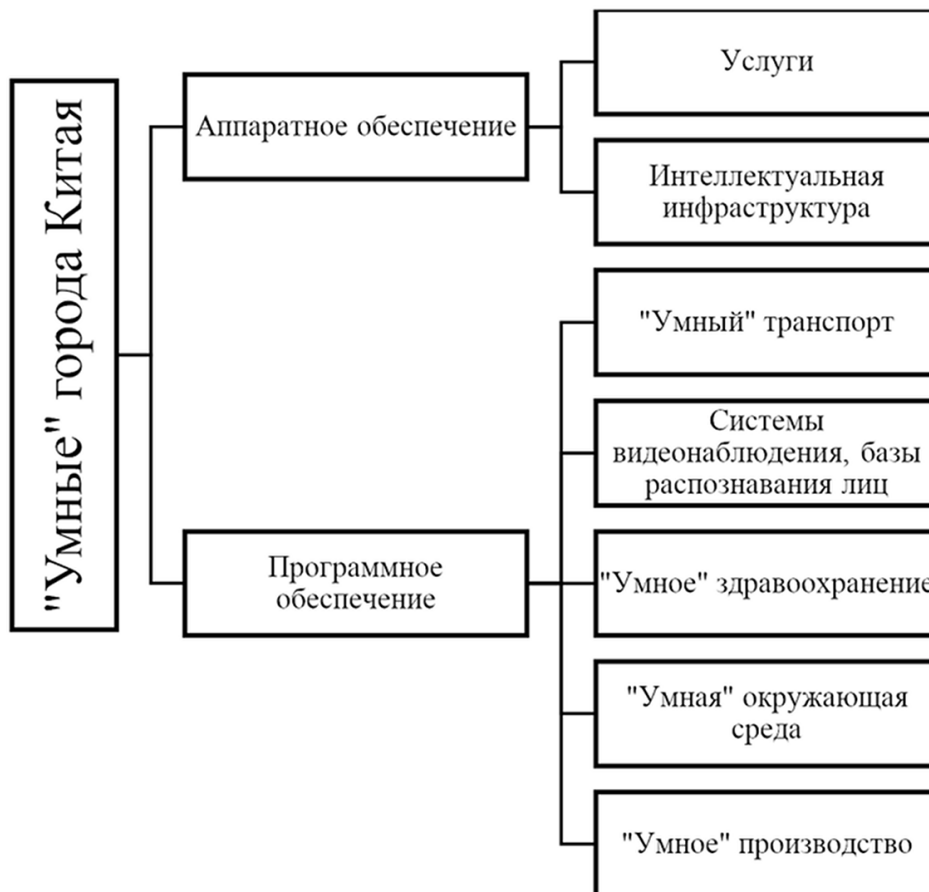 "Умные" города Китая
Аппаратное обеспечение
Услуги
Интеллектуальная
инфраструктура
Программное
обеспечение
"Умный" транспорт
Системы
видеонаблюдения, базы
распознавания лиц
"Умное" здравоохранение
"Умная" окружающая
среда
"Умное" производство